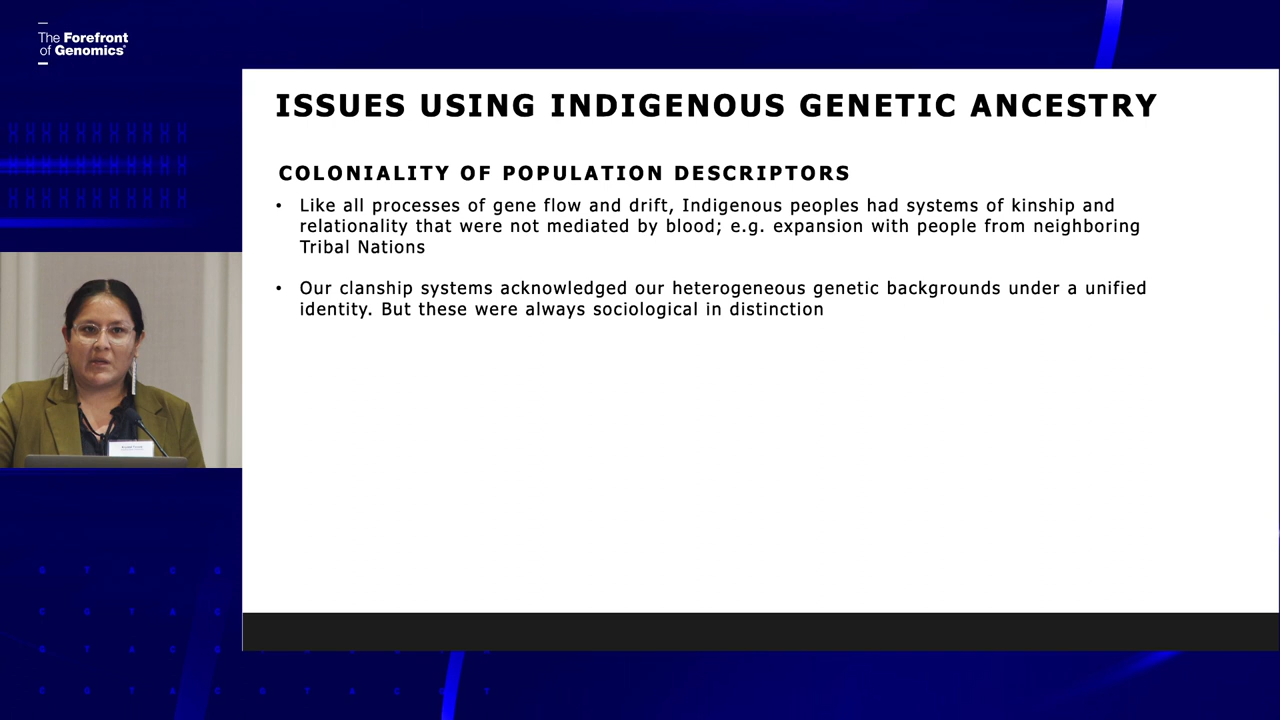 The Forefront
of Genomics®
ISSUES USING INDIGENOUS GENETIC ANCESTRY
COLONIALITY OF POPULATION DESCRIPTORS
• Like all processes of gene flow and drift, Indigenous peoples had systems of kinship and
relationality that were not mediated by blood; e.g. expansion with people from neighboring
Tribal Nations
• Our clanship systems acknowledged our heterogeneous genetic backgrounds under a unified
identity. But these were always sociological in distinction